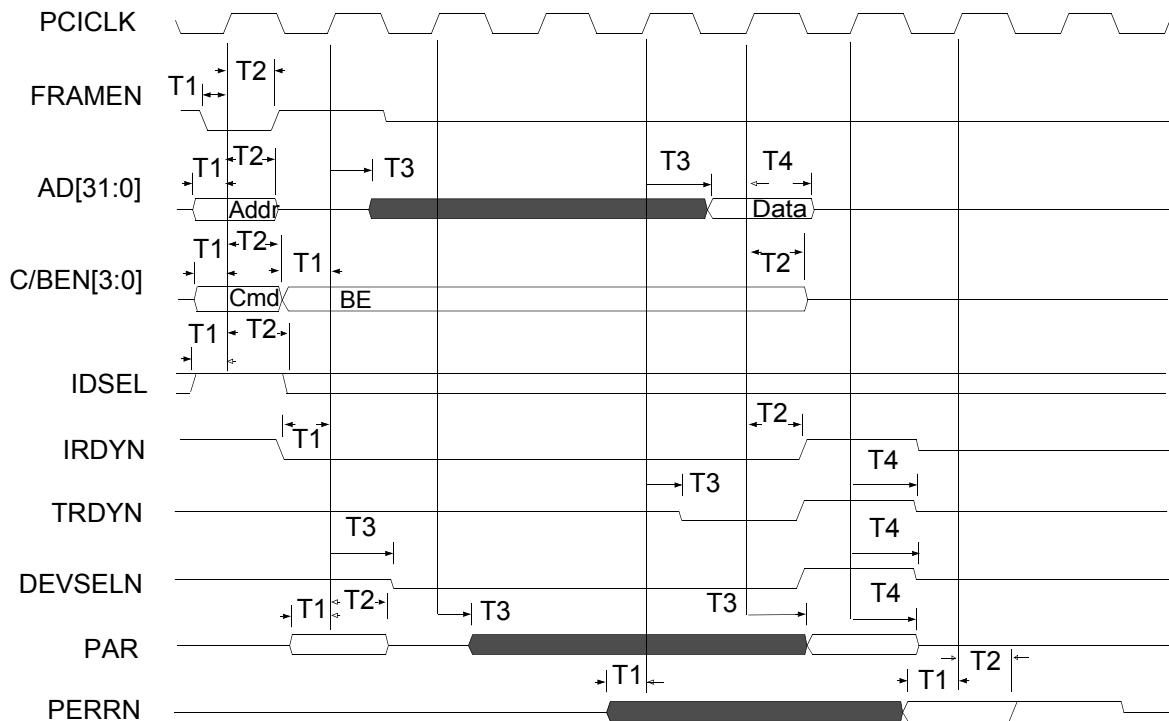 PCICLK
T2
T1
FRAMEN
T1 T2 T3 T3 T4
AD[31:0]
Addr Data
T1 T2 T1 T2
C/BEN[3:0]
Cmd BE
T1 T2
IDSEL
T1 T2
IRDYN
T3 T4
TRDYN
T3 T4
DEVSELN
T1 T2 T3 T3 T4
PAR
T1 T1 T2
PERRN